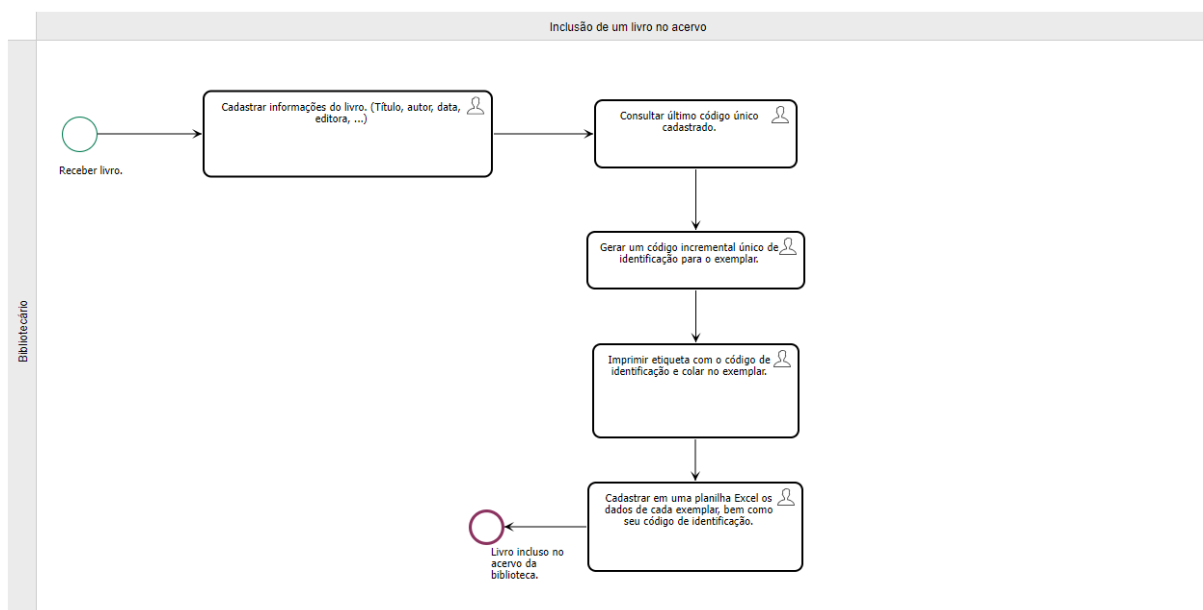 Inclusão de um livro no acervo
Bibliotecário
Cadastrar informações do livro. (Título, autor, data,
editora, ...)
Receber livro.
Consultar último código único
cadastrado.
Gerar um código incremental único de
identificação para o exemplar.
Imprimir etiqueta com o código de
identificação e colar no exemplar.
Cadastrar em uma planilha Excel os
dados de cada exemplar, bem como
seu código de identificação.
Livro incluso no
acervo da
biblioteca.